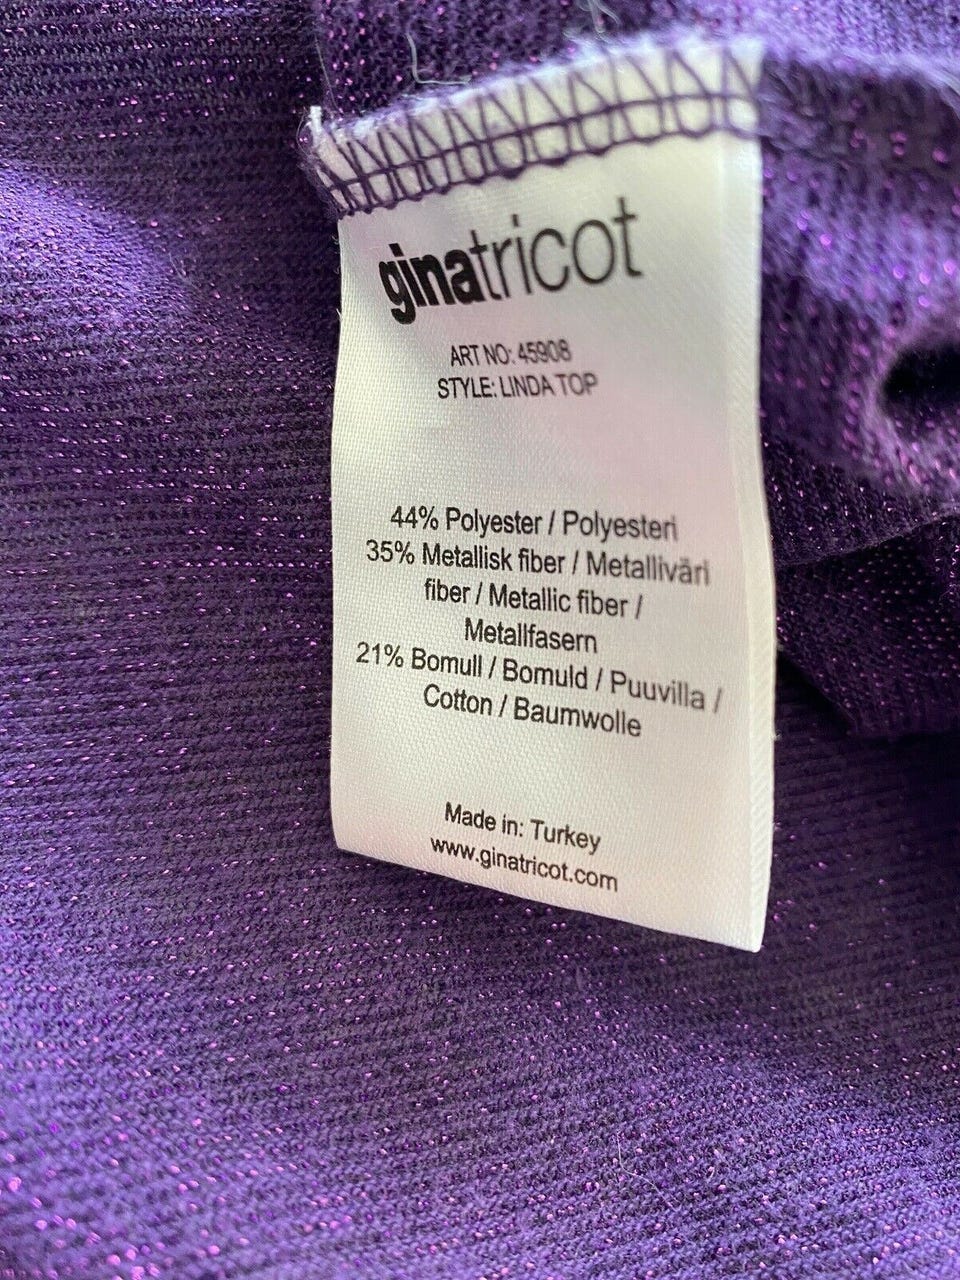 ginatricot
ART NO: 45908
STYLE: LINDA TOP
44% Polyester / Polyesteri
35% Metallisk fiber / Metalliväri
fiber / Metallic fiber /
Metallfasern
21% Bomull / Bomuld / Puuvilla /
Cotton / Baumwolle
Made in: Turkey
www.ginatricot.com